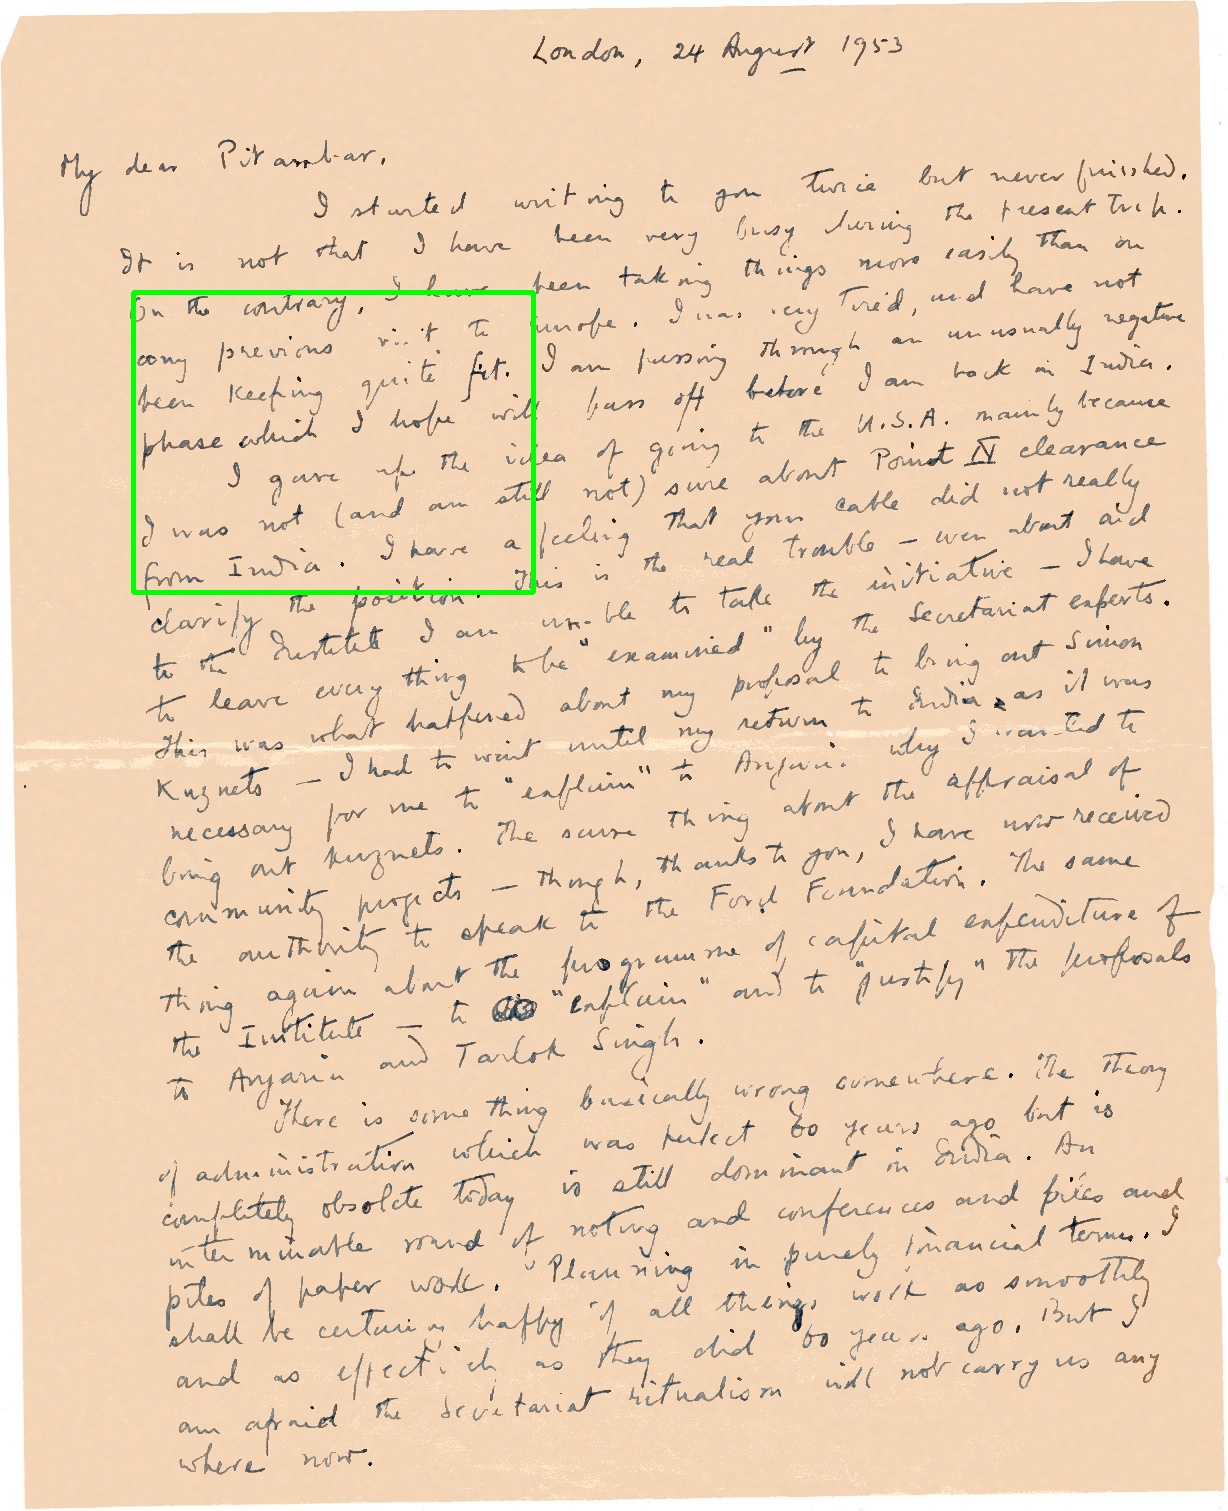 London, 24 August 1953
My dear Pitambar,
I started writing to you twice but never finished.
It is not that I have been very busy during the present trip.
On the contrary, I have been taking things more easily than on
any previous visit to Europe. I was very tired, and have not
been keeping quite fit. I am passing through an unusually negative
phase which I hope will pass off before I am back in India.
I gave up the idea of going to the U.S.A. mainly because
I was not (and am still not) sure about Point IV clearance
from India. I have a feeling that your cable did not really
clarify the position. This is the real trouble – even about aid
to the Institute I am unable to take the initiative – I have
to leave every thing to be "examined" by the Secretariat experts.
This was what happened about my proposal to bring out Simon
Kuznets – I had to wait until my return to India, as it was
necessary for me to "explain" to Anjaria why I wanted to
bring out Kuznets. The same thing about the appraisal of
community projects – though, thanks to you, I have now received
the authority to speak to the Ford Foundation. The same
thing again about the programme of capital expenditure of
the Institute – to "explain" and to "justify" the proposals
to Anjaria and Tarlok Singh.
There is some thing basically wrong somewhere. The theory
of administration which was perfect 60 years ago but is
completely obsolete today is still dominant in India. An
interminable round of noting and conferences and files and
piles of paper work. Planning in purely financial terms. I
shall be certainly happy if all things work as smoothly
and as effectively as they did 60 years ago. But I
am afraid the Secretariat ritualism will not carry us any
where now.